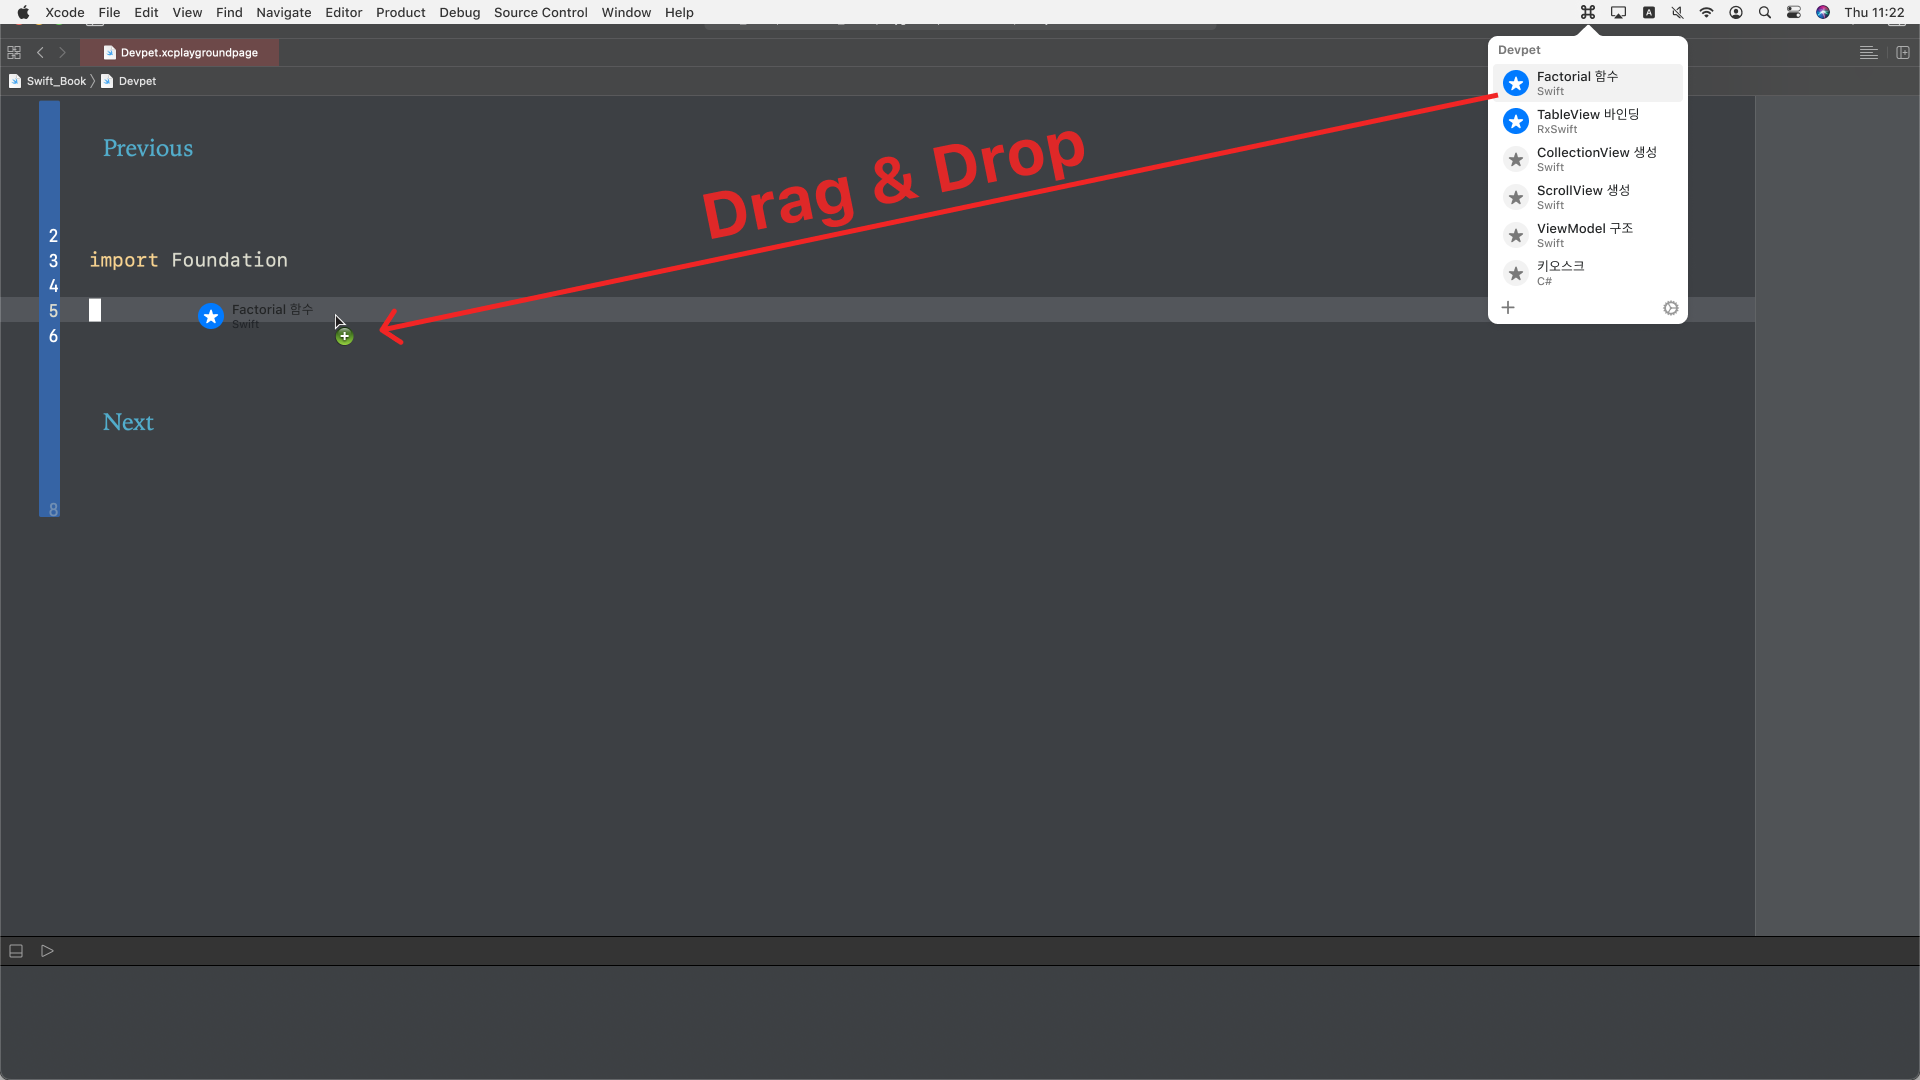 Xcode File Edit View Find Navigate Editor Product Debug Source Control Window Help
A
Thu 11:22
Devpet.xcplaygroundpage
Swift_Book
Devpet
Devpet
Factorial 함수
Swift
TableView 바인딩
RxSwift
CollectionView 생성
Swift
ScrollView 생성
Swift
ViewModel 구조
Swift
키오스크
C#
Drag & Drop
Previous
2
3 import Foundation
4
5
Factorial 함수
Swift
6
Next
8